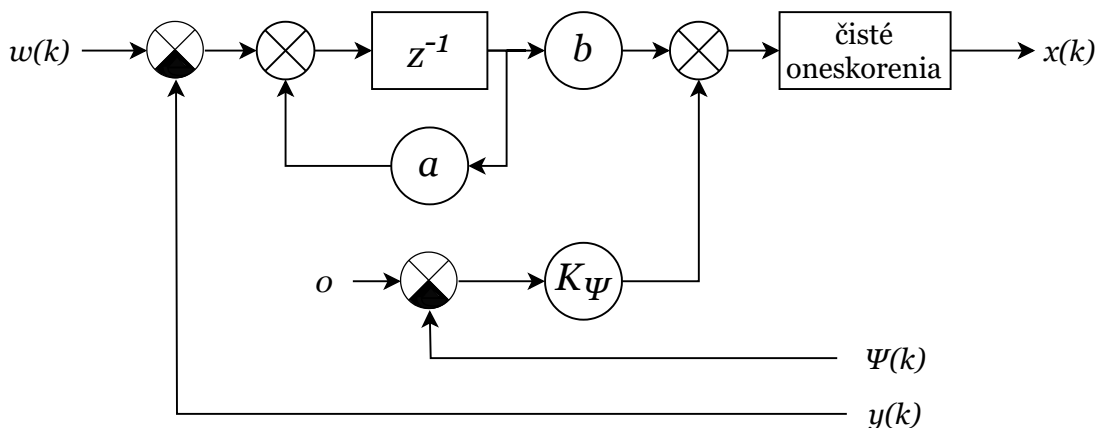 w(k)
z⁻¹
b
čisté
oneskorenia
x(k)
a
o
KΨ
Ψ(k)
y(k)